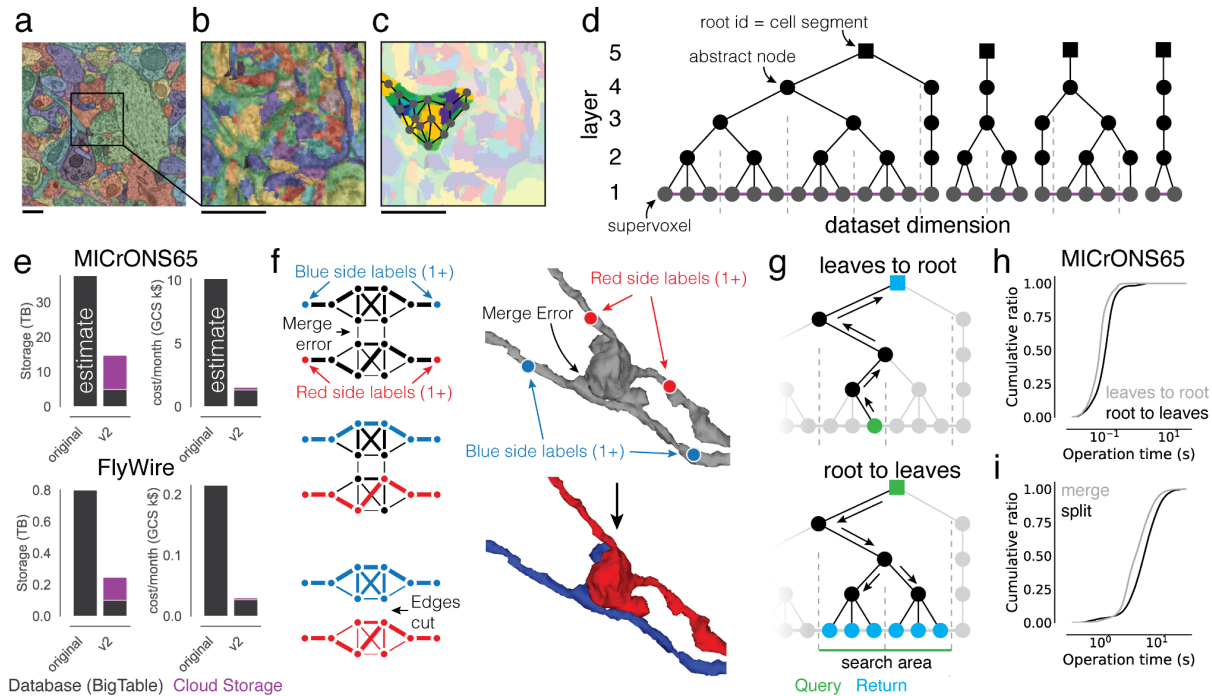 a
b
c
d
root id = cell segment
abstract node
layer
5
4
3
2
1
supervoxel
dataset dimension
e
MICrONS65
Storage (TB)
30
20
10
0
estimate
original
v2
cost/month (GCS k$)
10
5
0
estimate
original
v2
FlyWire
Storage (TB)
0.8
0.6
0.4
0.2
0.0
original
v2
cost/month (GCS k$)
0.2
0.1
0.0
original
v2
Database (BigTable) Cloud Storage
f
Blue side labels (1+)
Merge
error
Red side labels (1+)
Edges
cut
Red side labels (1+)
Merge Error
Blue side labels (1+)
g
leaves to root
root to leaves
search area
Query Return
h
MICrONS65
Cumulative ratio
1.00
0.75
0.50
0.25
0.00
leaves to root
root to leaves
10⁻¹ 10¹
Operation time (s)
i
Cumulative ratio
1.00
0.75
0.50
0.25
0.00
merge
split
10⁰ 10¹
Operation time (s)